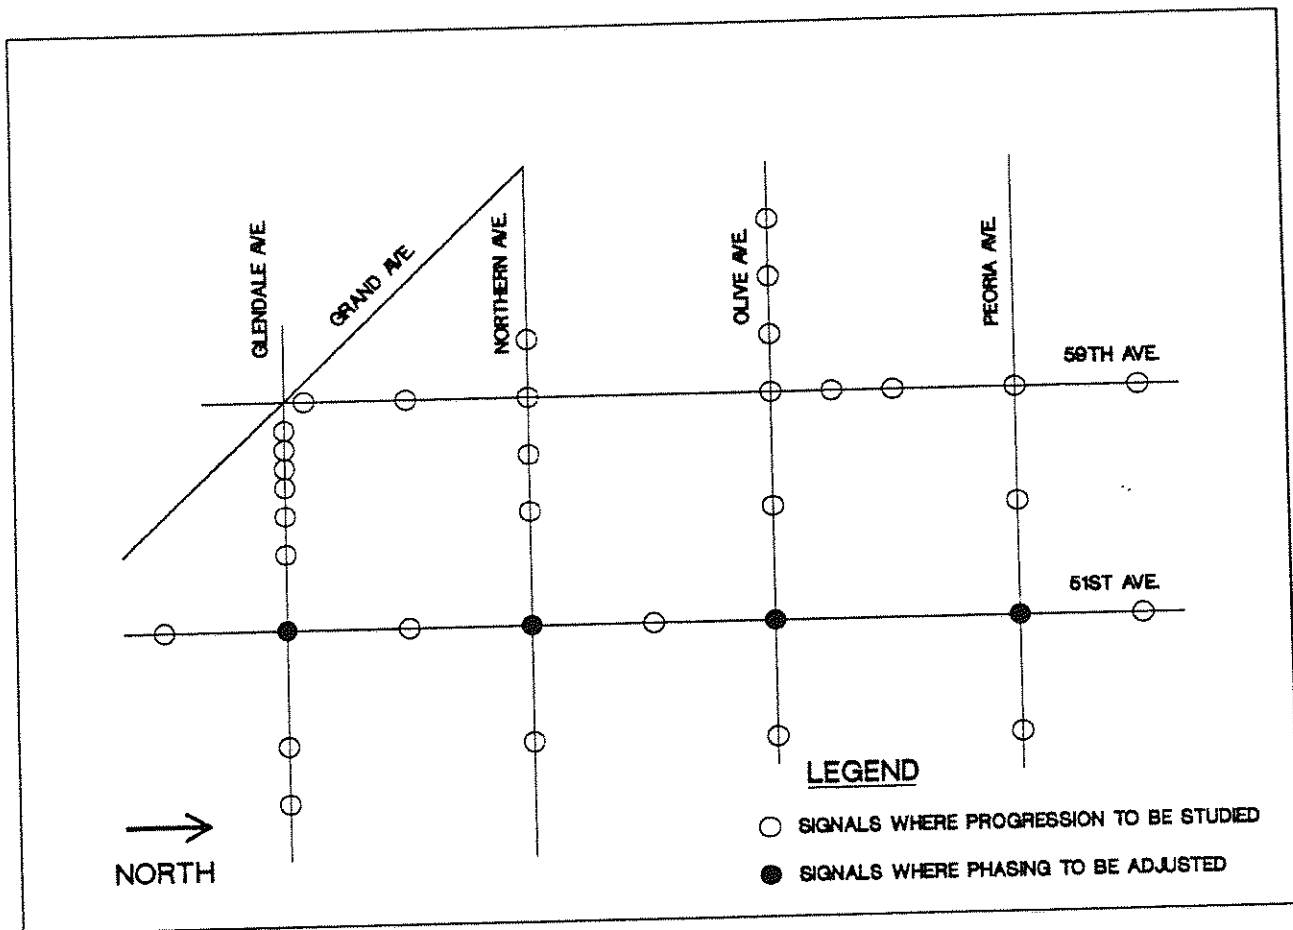 GLENDALE AVE.
GRAND AVE.
NORTHERN AVE.
OLIVE AVE.
PEORIA AVE.
59TH AVE.
51ST AVE.
LEGEND
SIGNALS WHERE PROGRESSION TO BE STUDIED
SIGNALS WHERE PHASING TO BE ADJUSTED
NORTH